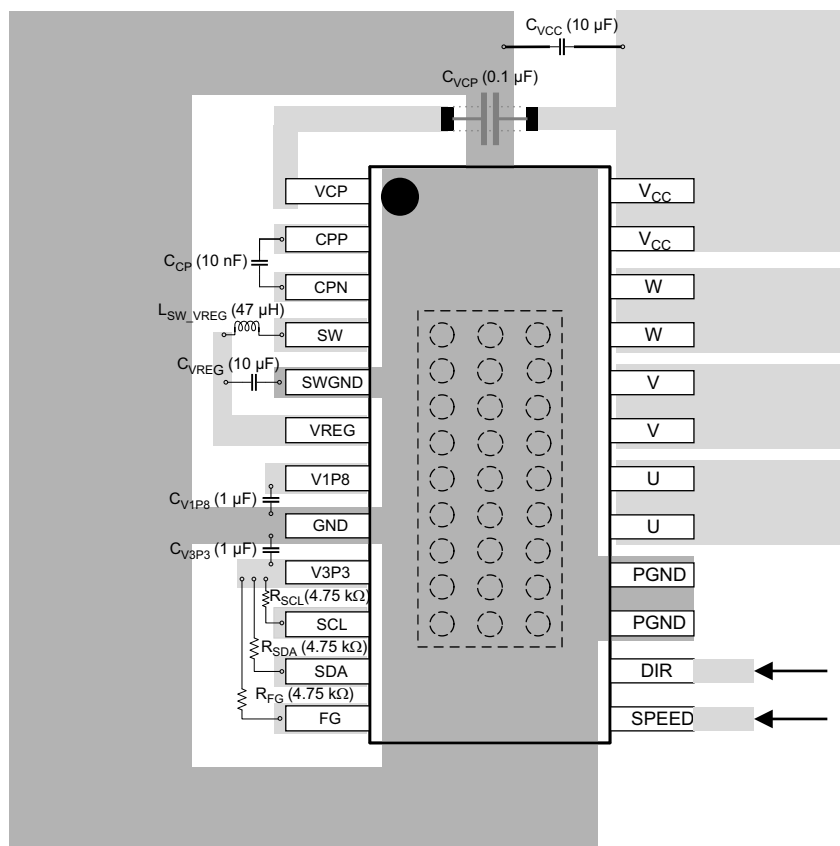 C_VCC (10 µF)
C_VCP (0.1 µF)
VCP
CPP
C_CP (10 nF)
CPN
L_SW_VREG (47 µH)
SW
C_VREG (10 µF)
SWGND
VREG
V1P8
C_V1P8 (1 µF)
GND
C_V3P3 (1 µF)
V3P3
R_SCL (4.75 kΩ)
SCL
R_SDA (4.75 kΩ)
SDA
R_FG (4.75 kΩ)
FG
V_CC
V_CC
W
W
V
V
U
U
PGND
PGND
DIR
SPEED